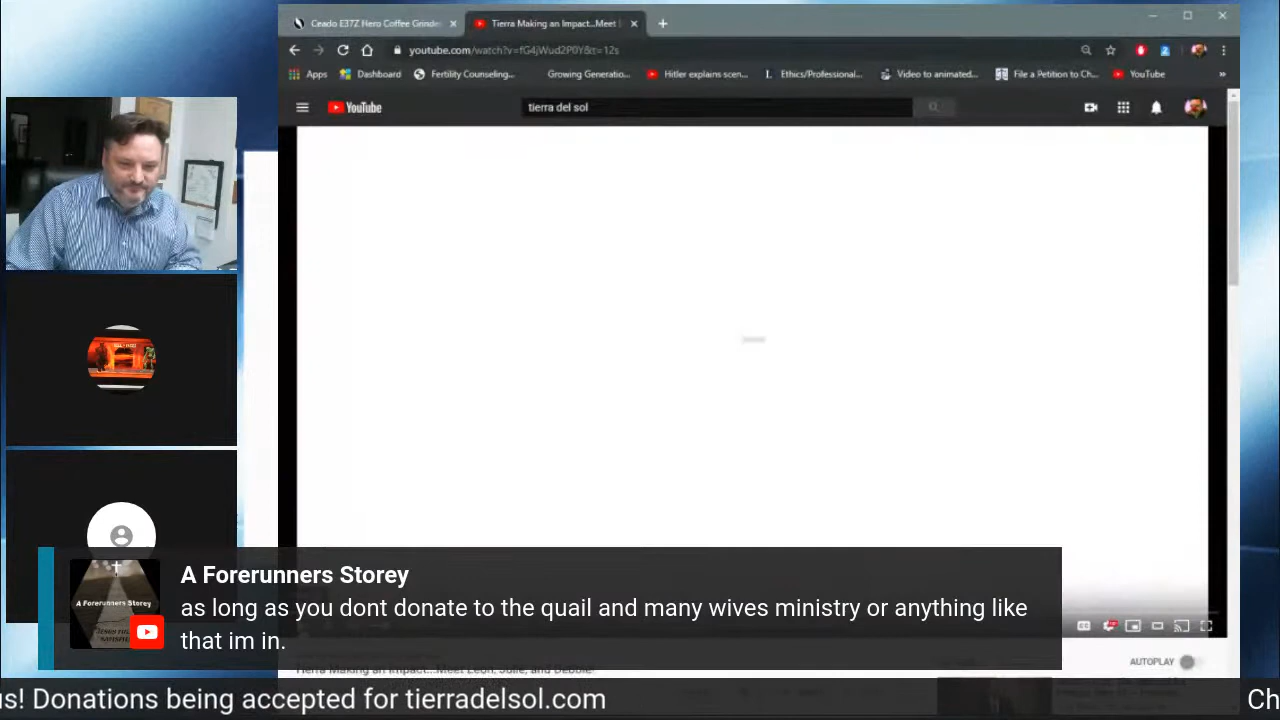 Ceado E37Z Hero Coffee Grinder
Tierra Making an Impact...Meet
youtube.com/watch?v=fG4jWud2P0Y&t=12s
Apps
Dashboard
Fertility Counseling...
Growing Generatio...
Hitler explains scen...
Ethics/Professional...
Video to animated...
File a Petition to Ch...
YouTube
»
YouTube
tierra del sol
A Forerunners Storey
as long as you dont donate to the quail and many wives ministry or anything like
that im in.
A Forerunners Storey
Tierra Making an Impact...Meet Leon, Julie, and Debbie!
AUTOPLAY
us! Donations being accepted for tierradelsol.com
Ch